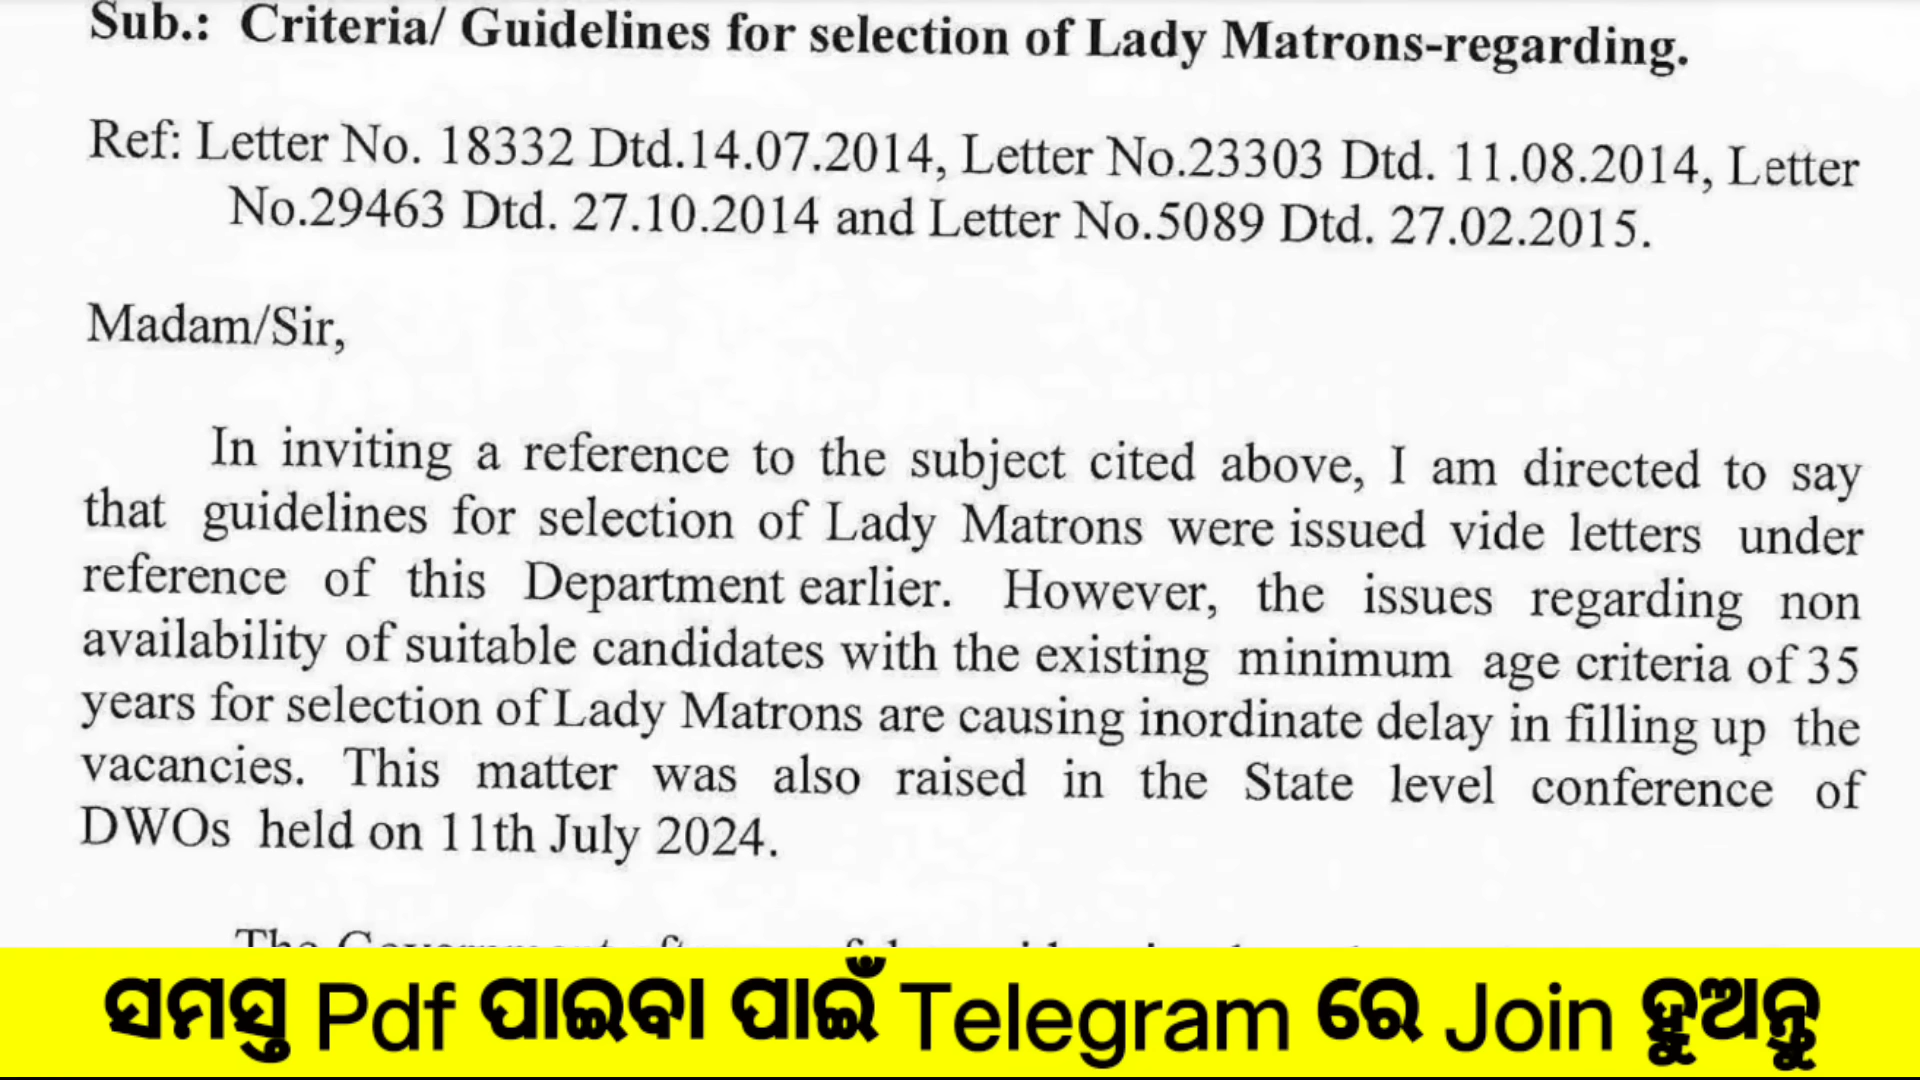 Sub.: Criteria/ Guidelines for selection of Lady Matrons-regarding.
Ref: Letter No. 18332 Dtd.14.07.2014, Letter No.23303 Dtd. 11.08.2014, Letter
No.29463 Dtd. 27.10.2014 and Letter No.5089 Dtd. 27.02.2015.
Madam/Sir,
In inviting a reference to the subject cited above, I am directed to say
that guidelines for selection of Lady Matrons were issued vide letters under
reference of this Department earlier. However, the issues regarding non
availability of suitable candidates with the existing minimum age criteria of 35
years for selection of Lady Matrons are causing inordinate delay in filling up the
vacancies. This matter was also raised in the State level conference of
DWOs held on 11th July 2024.
The Government
ସମସ୍ତ Pdf ପାଇବା ପାଇଁ Telegram ରେ Join ହୁଅନ୍ତୁ